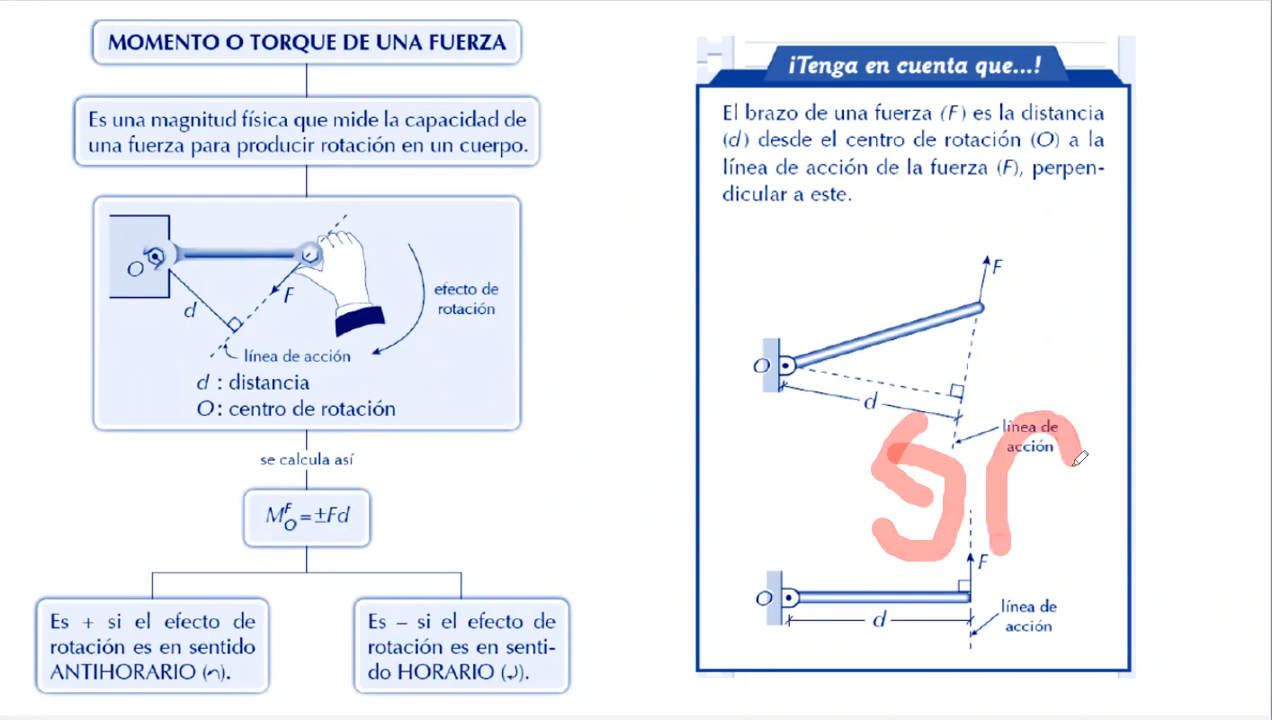 MOMENTO O TORQUE DE UNA FUERZA
Es una magnitud física que mide la capacidad de
una fuerza para producir rotación en un cuerpo.
O
d
F
efecto de
rotación
línea de acción
d : distancia
O : centro de rotación
se calcula así
M_O^F = ±Fd
Es + si el efecto de
rotación es en sentido
ANTIHORARIO (↶).
Es – si el efecto de
rotación es en senti-
do HORARIO (⤶).
¡Tenga en cuenta que...!
El brazo de una fuerza (F) es la distancia
(d) desde el centro de rotación (O) a la
línea de acción de la fuerza (F), perpen-
dicular a este.
F
O
d
línea de
acción
F
O
d
línea de
acción